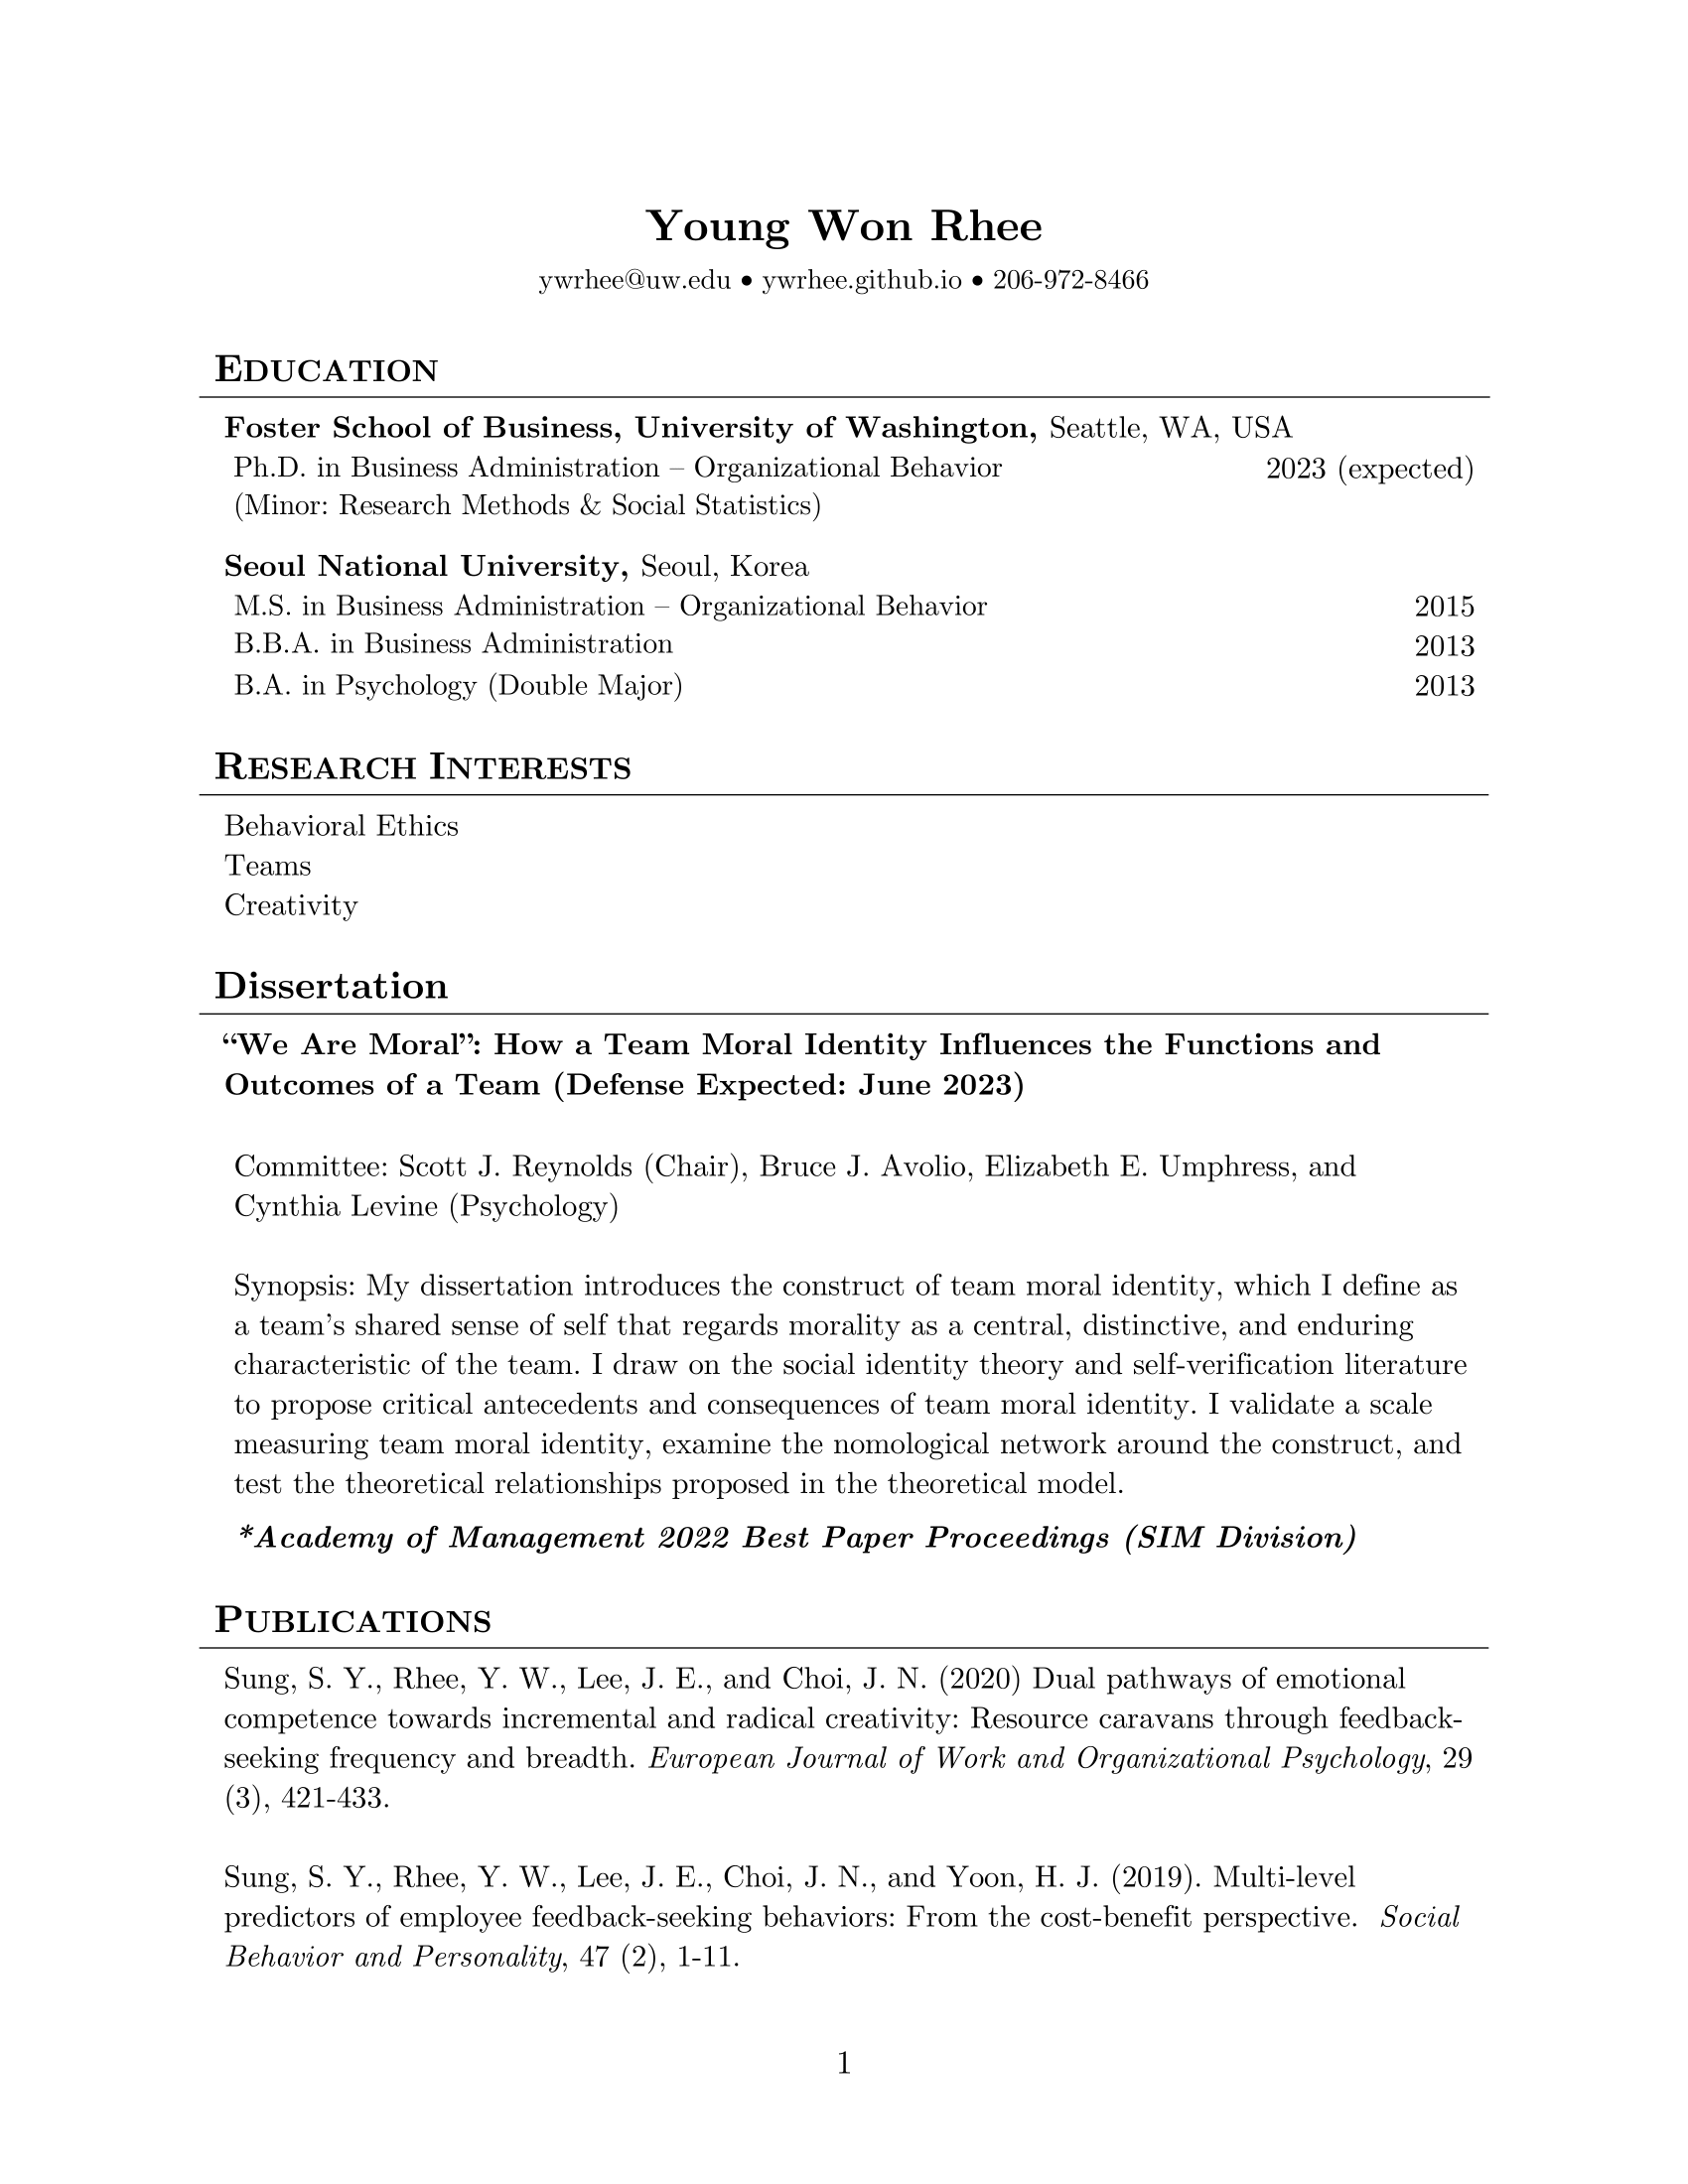 Young Won Rhee
ywrhee@uw.edu • ywrhee.github.io • 206-972-8466
EDUCATION
Foster School of Business, University of Washington, Seattle, WA, USA
Ph.D. in Business Administration – Organizational Behavior 2023 (expected)
(Minor: Research Methods & Social Statistics)
Seoul National University, Seoul, Korea
M.S. in Business Administration – Organizational Behavior 2015
B.B.A. in Business Administration 2013
B.A. in Psychology (Double Major) 2013
RESEARCH INTERESTS
Behavioral Ethics
Teams
Creativity
Dissertation
“We Are Moral”: How a Team Moral Identity Influences the Functions and
Outcomes of a Team (Defense Expected: June 2023)
Committee: Scott J. Reynolds (Chair), Bruce J. Avolio, Elizabeth E. Umphress, and
Cynthia Levine (Psychology)
Synopsis: My dissertation introduces the construct of team moral identity, which I define as
a team’s shared sense of self that regards morality as a central, distinctive, and enduring
characteristic of the team. I draw on the social identity theory and self-verification literature
to propose critical antecedents and consequences of team moral identity. I validate a scale
measuring team moral identity, examine the nomological network around the construct, and
test the theoretical relationships proposed in the theoretical model.
*Academy of Management 2022 Best Paper Proceedings (SIM Division)
PUBLICATIONS
Sung, S. Y., Rhee, Y. W., Lee, J. E., and Choi, J. N. (2020) Dual pathways of emotional
competence towards incremental and radical creativity: Resource caravans through feedback-
seeking frequency and breadth. European Journal of Work and Organizational Psychology, 29
(3), 421-433.
Sung, S. Y., Rhee, Y. W., Lee, J. E., Choi, J. N., and Yoon, H. J. (2019). Multi-level
predictors of employee feedback-seeking behaviors: From the cost-benefit perspective. Social
Behavior and Personality, 47 (2), 1-11.
1